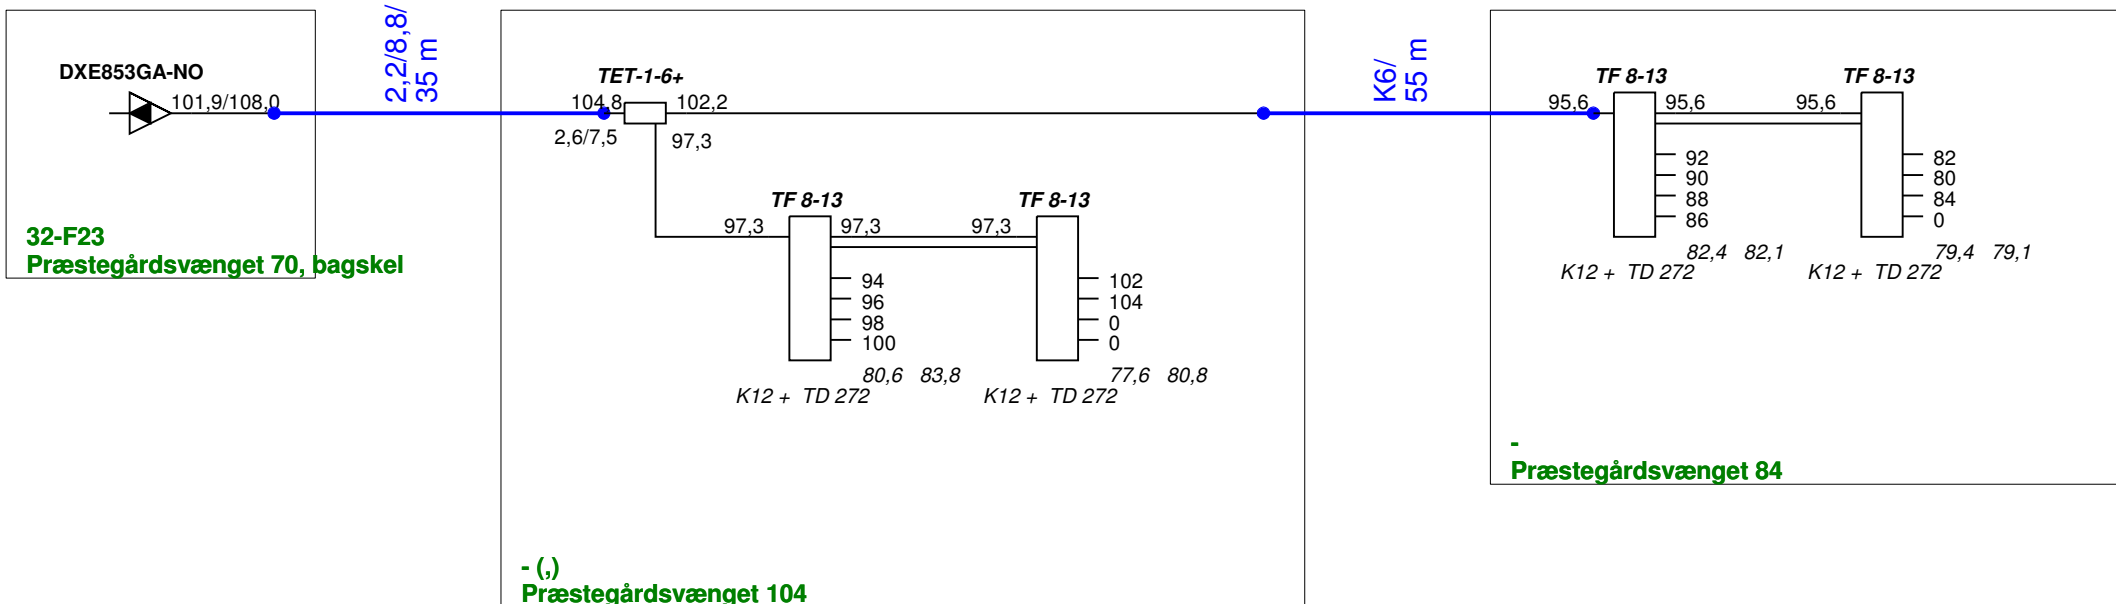 DXE853GA-NO
101,9/108,0
32-F23
Præstegårdsvænget 70, bagskel
2,2/8,8/
35 m
TET-1-6+
104,8
102,2
2,6/7,5
97,3
TF 8-13
97,3
97,3
94
96
98
100
80,6 83,8
K12 + TD 272
TF 8-13
97,3
102
104
0
0
77,6 80,8
K12 + TD 272
- (,)
Præstegårdsvænget 104
K6/
55 m
TF 8-13
95,6
95,6
92
90
88
86
82,4 82,1
K12 + TD 272
TF 8-13
95,6
82
80
84
0
79,4 79,1
K12 + TD 272
-
Præstegårdsvænget 84